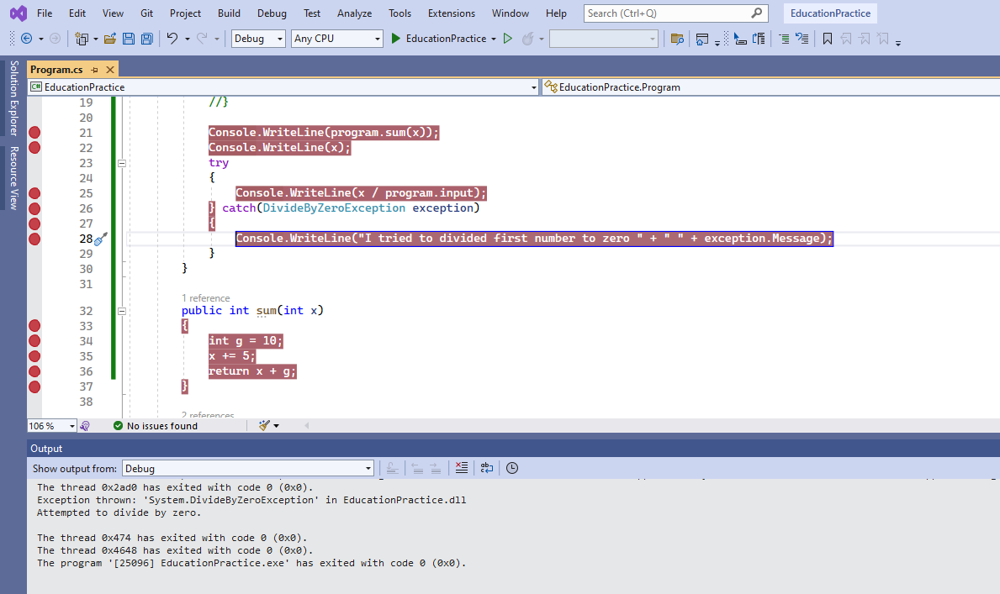 File Edit View Git Project Build Debug Test Analyze Tools Extensions Window Help Search (Ctrl+Q) EducationPractice
Debug Any CPU EducationPractice
Solution Explorer
Resource View
Program.cs
C# EducationPractice EducationPractice.Program
19 //}
20
21 Console.WriteLine(program.sum(x));
22 Console.WriteLine(x);
23 try
24 {
25 Console.WriteLine(x / program.input);
26 } catch(DivideByZeroException exception)
27 {
28 Console.WriteLine("I tried to divided first number to zero " + " " + exception.Message);
29 }
30 }
31
1 reference
32 public int sum(int x)
33 {
34 int g = 10;
35 x += 5;
36 return x + g;
37 }
38
2 references
106 % No issues found
Output
Show output from: Debug
The thread 0x2ad0 has exited with code 0 (0x0).
Exception thrown: 'System.DivideByZeroException' in EducationPractice.dll
Attempted to divide by zero.
The thread 0x474 has exited with code 0 (0x0).
The thread 0x4648 has exited with code 0 (0x0).
The program '[25096] EducationPractice.exe' has exited with code 0 (0x0).